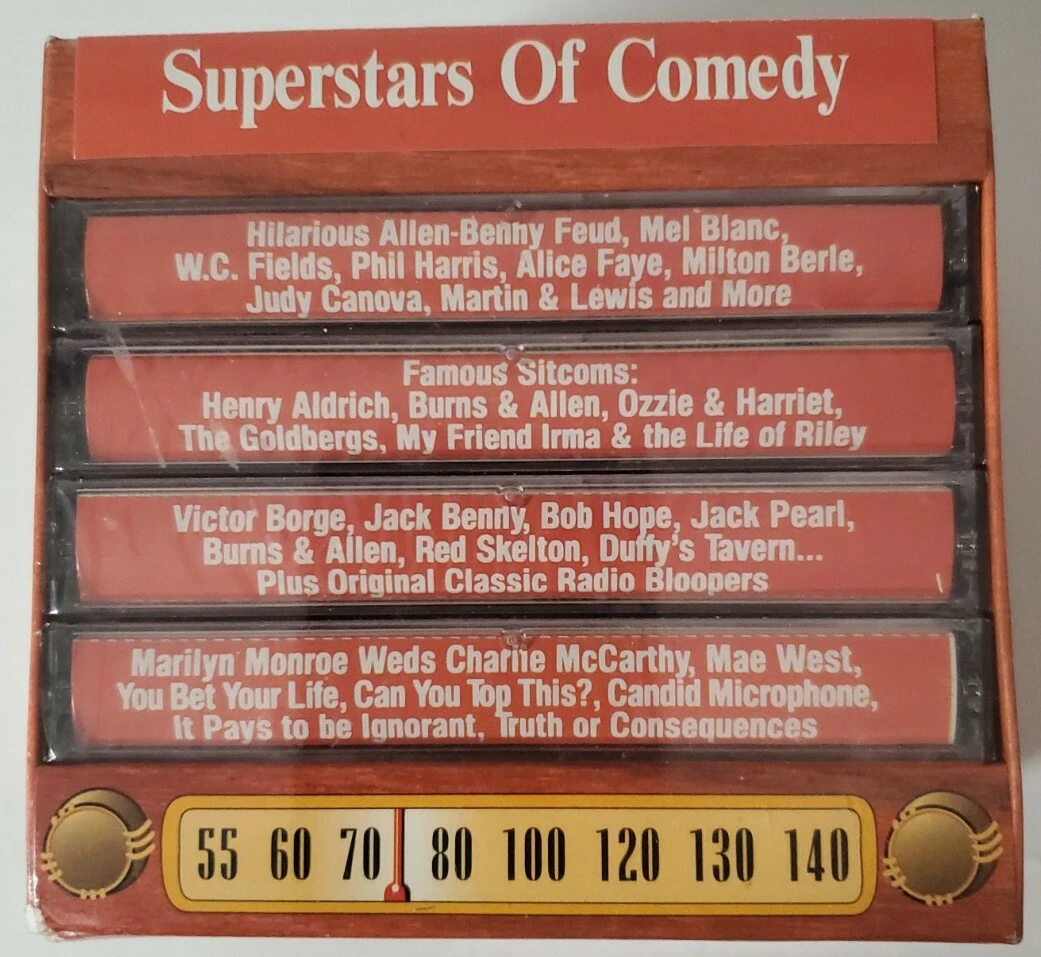 Superstars Of Comedy
Hilarious Allen-Benny Feud, Mel Blanc,
W.C. Fields, Phil Harris, Alice Faye, Milton Berle,
Judy Canova, Martin & Lewis and More
Famous Sitcoms:
Henry Aldrich, Burns & Allen, Ozzie & Harriet,
The Goldbergs, My Friend Irma & the Life of Riley
Victor Borge, Jack Benny, Bob Hope, Jack Pearl,
Burns & Allen, Red Skelton, Duffy's Tavern...
Plus Original Classic Radio Bloopers
Marilyn Monroe Weds Charlie McCarthy, Mae West,
You Bet Your Life, Can You Top This?, Candid Microphone,
It Pays to be Ignorant, Truth or Consequences
55 60 70 80 100 120 130 140